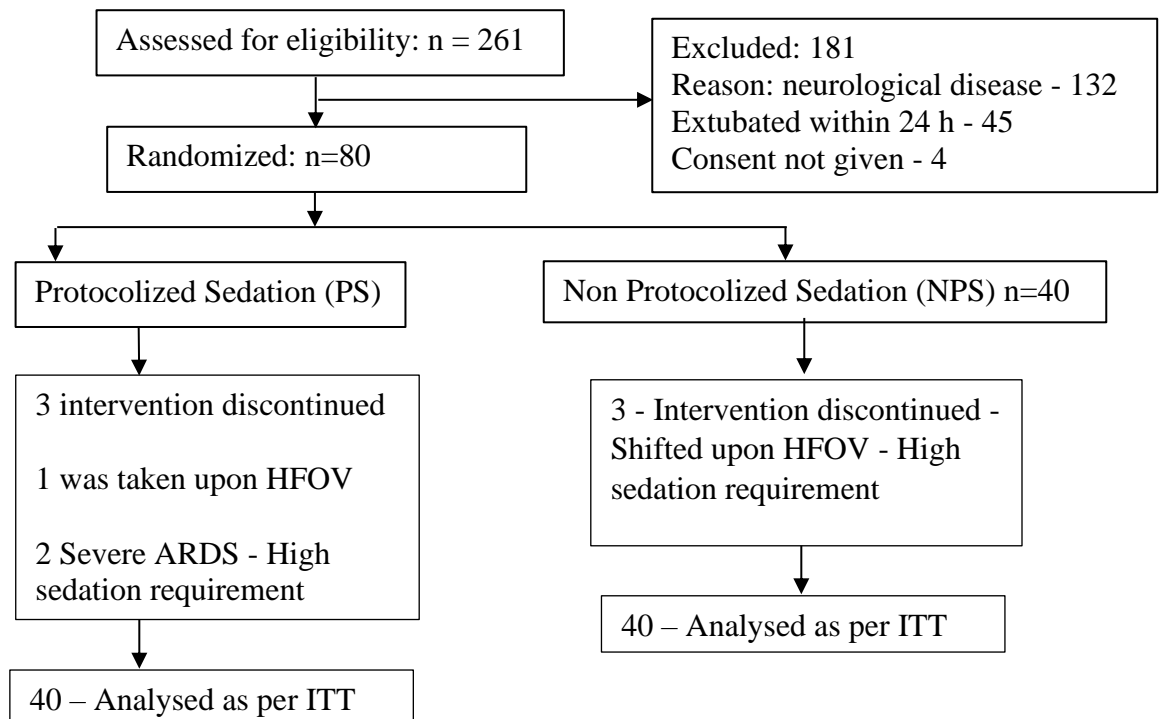 Assessed for eligibility: n = 261
Excluded: 181
Reason: neurological disease - 132
Extubated within 24 h - 45
Consent not given - 4
Randomized: n=80
Protocolized Sedation (PS)
Non Protocolized Sedation (NPS) n=40
3 intervention discontinued
1 was taken upon HFOV
2 Severe ARDS - High
sedation requirement
3 - Intervention discontinued -
Shifted upon HFOV - High
sedation requirement
40 – Analysed as per ITT
40 – Analysed as per ITT